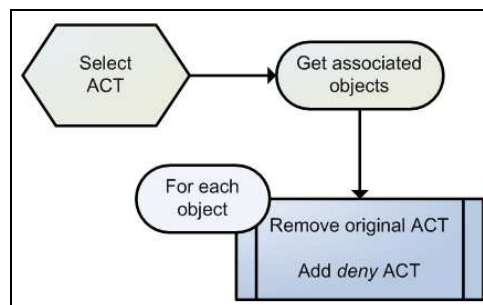 Select
ACT
Get associated
objects
For each
object
Remove original ACT
Add deny ACT